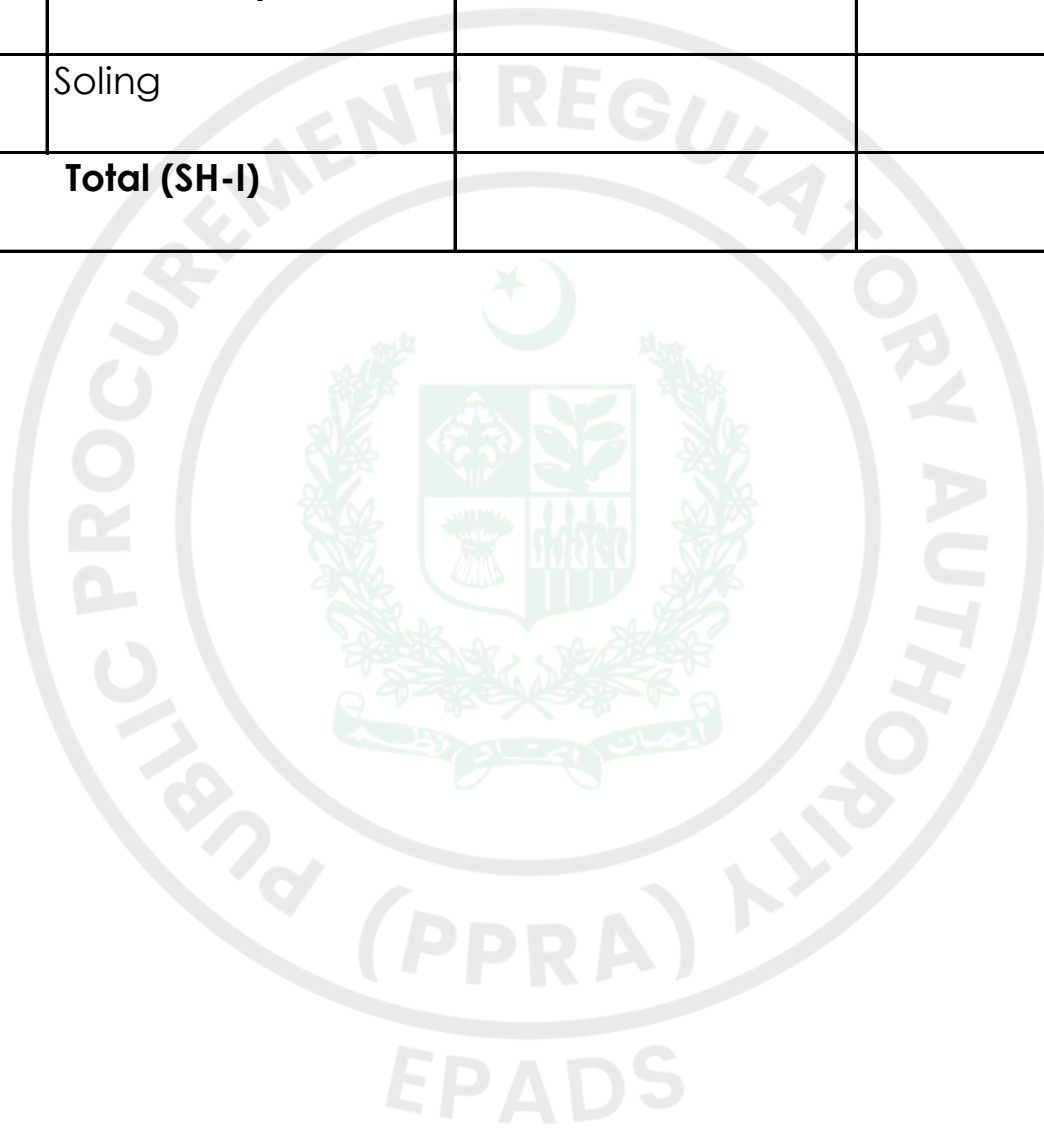 Soling
Total (SH-I)
PUBLIC PROCUREMENT REGULATORY AUTHORITY
(PPRA)
EPADS